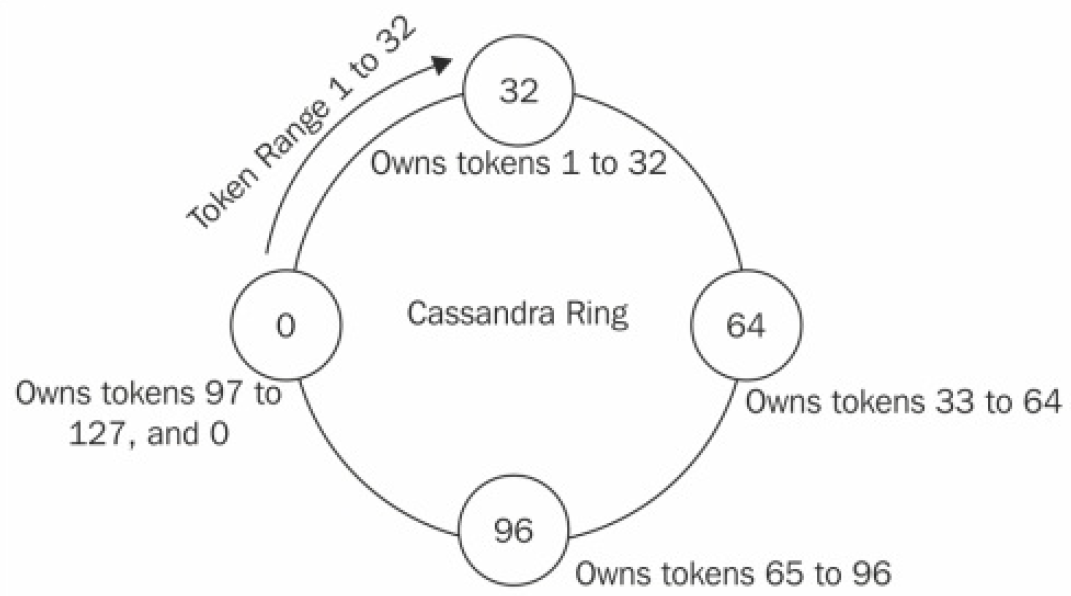 Token Range 1 to 32
32
Owns tokens 1 to 32
0
Cassandra Ring
64
Owns tokens 97 to
127, and 0
Owns tokens 33 to 64
96
Owns tokens 65 to 96